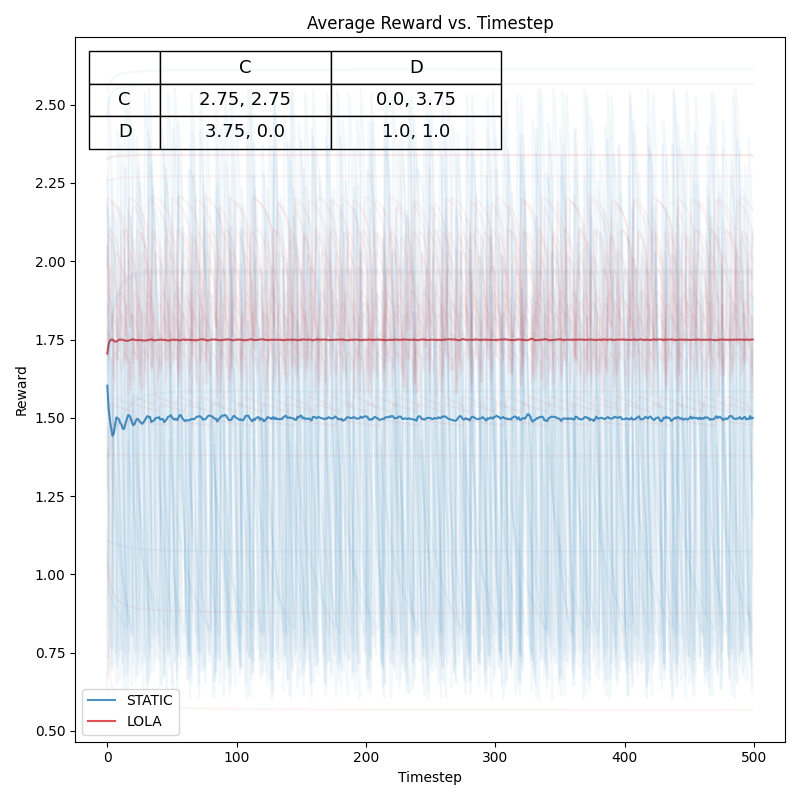 Average Reward vs. Timestep
C D
C 2.75, 2.75 0.0, 3.75
D 3.75, 0.0 1.0, 1.0
2.50
2.25
2.00
1.75
1.50
1.25
1.00
0.75
0.50
Reward
STATIC
LOLA
0 100 200 300 400 500
Timestep